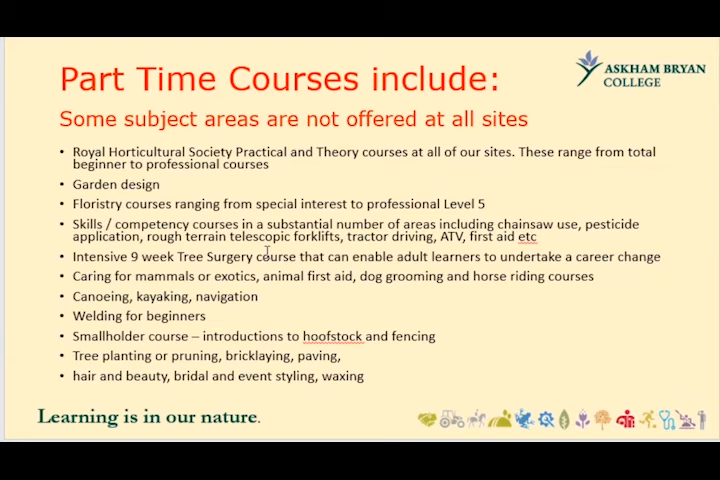 Part Time Courses include:
ASKHAM BRYAN
COLLEGE
Some subject areas are not offered at all sites
• Royal Horticultural Society Practical and Theory courses at all of our sites. These range from total
beginner to professional courses
• Garden design
• Floristry courses ranging from special interest to professional Level 5
• Skills / competency courses in a substantial number of areas including chainsaw use, pesticide
application, rough terrain telescopic forklifts, tractor driving, ATV, first aid etc
• Intensive 9 week Tree Surgery course that can enable adult learners to undertake a career change
• Caring for mammals or exotics, animal first aid, dog grooming and horse riding courses
• Canoeing, kayaking, navigation
• Welding for beginners
• Smallholder course – introductions to hoofstock and fencing
• Tree planting or pruning, bricklaying, paving,
• hair and beauty, bridal and event styling, waxing
Learning is in our nature.